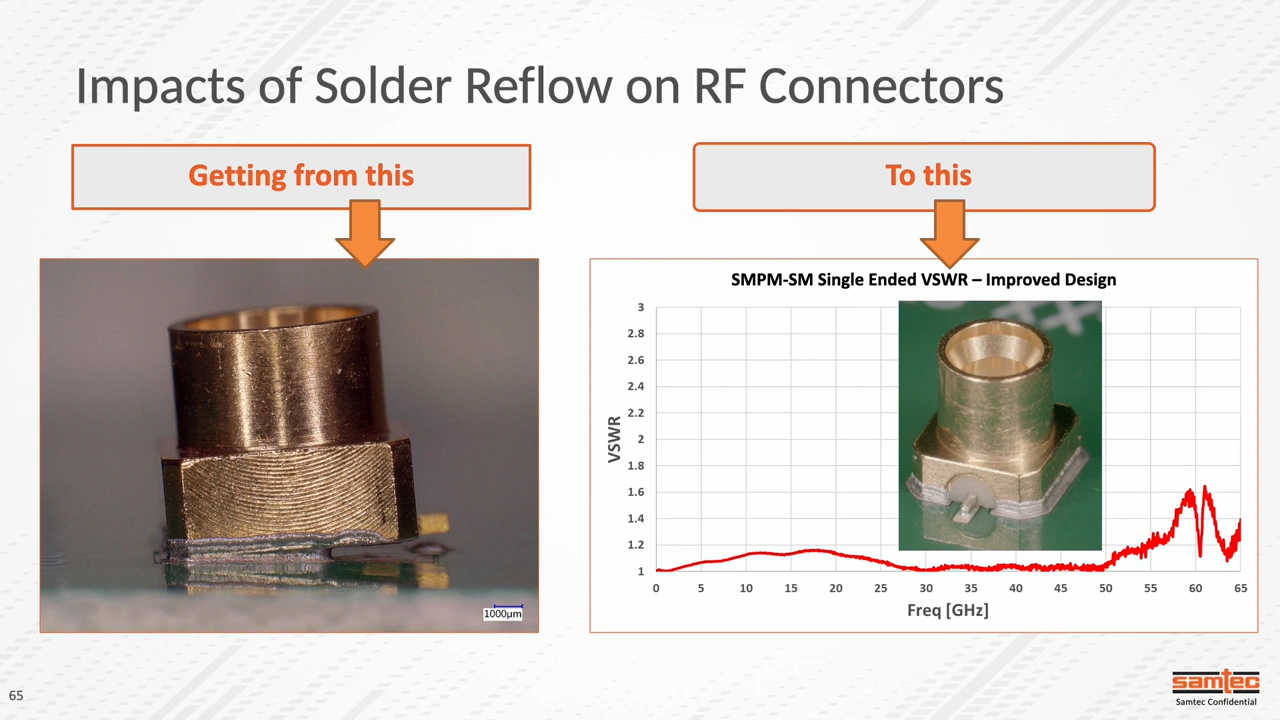 Impacts of Solder Reflow on RF Connectors
Getting from this
To this
1000µm
SMPM-SM Single Ended VSWR – Improved Design
VSWR
3
2.8
2.6
2.4
2.2
2
1.8
1.6
1.4
1.2
1
0 5 10 15 20 25 30 35 40 45 50 55 60 65
Freq [GHz]
65
samtec
Samtec Confidential